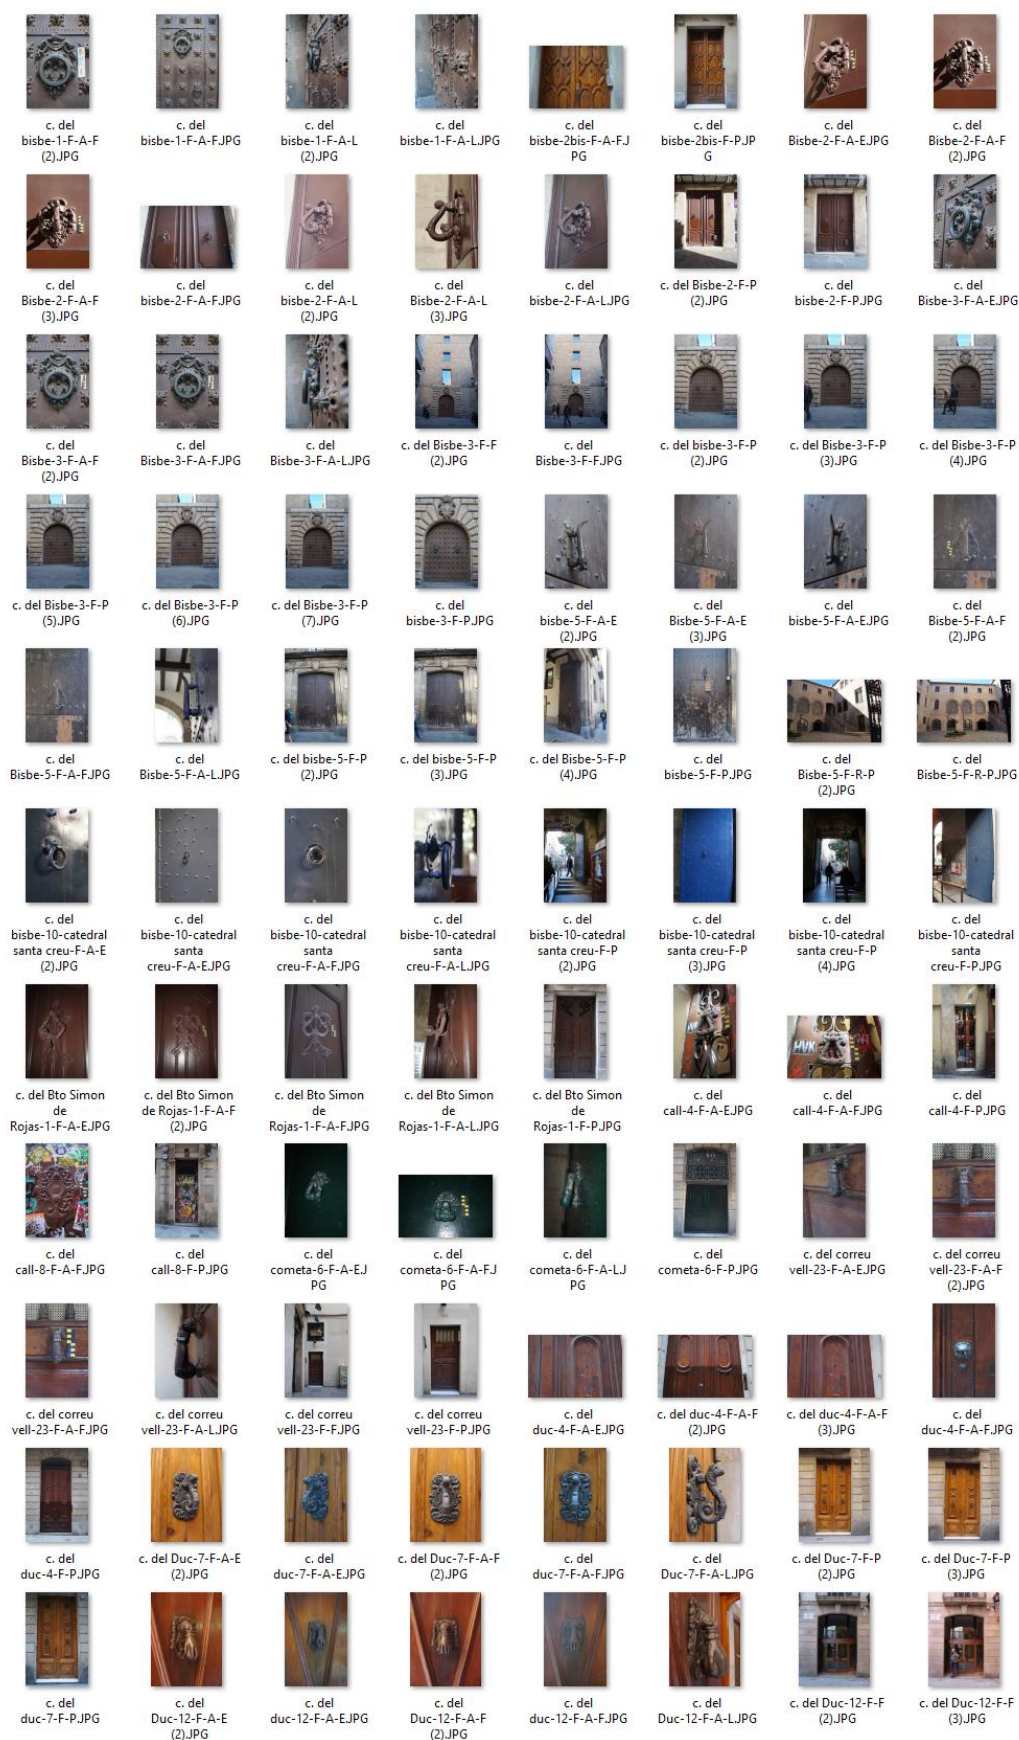 c. del
bisbe-1-F-A-F
(2).JPG
c. del
bisbe-1-F-A-F.JPG
c. del
bisbe-1-F-A-L
(2).JPG
c. del
bisbe-1-F-A-L.JPG
c. del
bisbe-2bis-F-A-F.J
PG
c. del
bisbe-2bis-F-P.JP
G
c. del
Bisbe-2-F-A-E.JPG
c. del
Bisbe-2-F-A-F
(2).JPG
c. del
Bisbe-2-F-A-F
(3).JPG
c. del
bisbe-2-F-A-F.JPG
c. del
bisbe-2-F-A-L
(2).JPG
c. del
Bisbe-2-F-A-L
(3).JPG
c. del
bisbe-2-F-A-L.JPG
c. del Bisbe-2-F-P
(2).JPG
c. del
bisbe-2-F-P.JPG
c. del
Bisbe-3-F-A-E.JPG
c. del
Bisbe-3-F-A-F
(2).JPG
c. del
Bisbe-3-F-A-F.JPG
c. del
Bisbe-3-F-A-L.JPG
c. del Bisbe-3-F-F
(2).JPG
c. del
Bisbe-3-F-F.JPG
c. del bisbe-3-F-P
(2).JPG
c. del Bisbe-3-F-P
(3).JPG
c. del Bisbe-3-F-P
(4).JPG
c. del Bisbe-3-F-P
(5).JPG
c. del Bisbe-3-F-P
(6).JPG
c. del Bisbe-3-F-P
(7).JPG
c. del
bisbe-3-F-P.JPG
c. del
bisbe-5-F-A-E
(2).JPG
c. del
Bisbe-5-F-A-E
(3).JPG
c. del
bisbe-5-F-A-E.JPG
c. del
Bisbe-5-F-A-F
(2).JPG
c. del
Bisbe-5-F-A-F.JPG
c. del
Bisbe-5-F-A-L.JPG
c. del bisbe-5-F-P
(2).JPG
c. del bisbe-5-F-P
(3).JPG
c. del Bisbe-5-F-P
(4).JPG
c. del
bisbe-5-F-P.JPG
c. del
Bisbe-5-F-R-P
(2).JPG
c. del
Bisbe-5-F-R-P.JPG
c. del
bisbe-10-catedral
santa creu-F-A-E
(2).JPG
c. del
bisbe-10-catedral
santa
creu-F-A-E.JPG
c. del
bisbe-10-catedral
santa
creu-F-A-F.JPG
c. del
bisbe-10-catedral
santa
creu-F-A-L.JPG
c. del
bisbe-10-catedral
santa creu-F-P
(2).JPG
c. del
bisbe-10-catedral
santa creu-F-P
(3).JPG
c. del
bisbe-10-catedral
santa creu-F-P
(4).JPG
c. del
bisbe-10-catedral
santa
creu-F-P.JPG
c. del Bto Simon
de
Rojas-1-F-A-E.JPG
c. del Bto Simon
de Rojas-1-F-A-F
(2).JPG
c. del Bto Simon
de
Rojas-1-F-A-F.JPG
c. del Bto Simon
de
Rojas-1-F-A-L.JPG
c. del Bto Simon
de
Rojas-1-F-P.JPG
c. del
call-4-F-A-E.JPG
HVK
c. del
call-4-F-A-F.JPG
c. del
call-4-F-P.JPG
c. del
call-8-F-A-F.JPG
c. del
call-8-F-P.JPG
c. del
cometa-6-F-A-E.J
PG
c. del
cometa-6-F-A-F.J
PG
c. del
cometa-6-F-A-L.J
PG
c. del
cometa-6-F-P.JPG
c. del correu
vell-23-F-A-E.JPG
c. del correu
vell-23-F-A-F
(2).JPG
c. del correu
vell-23-F-A-F.JPG
c. del correu
vell-23-F-A-L.JPG
c. del correu
vell-23-F-F.JPG
c. del correu
vell-23-F-P.JPG
c. del
duc-4-F-A-E.JPG
c. del duc-4-F-A-F
(2).JPG
c. del duc-4-F-A-F
(3).JPG
c. del
duc-4-F-A-F.JPG
c. del
duc-4-F-P.JPG
c. del Duc-7-F-A-E
(2).JPG
c. del
duc-7-F-A-E.JPG
c. del Duc-7-F-A-F
(2).JPG
c. del
duc-7-F-A-F.JPG
c. del
Duc-7-F-A-L.JPG
c. del Duc-7-F-P
(2).JPG
c. del Duc-7-F-P
(3).JPG
c. del
duc-7-F-P.JPG
c. del
Duc-12-F-A-E
(2).JPG
c. del
duc-12-F-A-E.JPG
c. del
Duc-12-F-A-F
(2).JPG
c. del
duc-12-F-A-F.JPG
c. del
Duc-12-F-A-L.JPG
c. del Duc-12-F-F
(2).JPG
c. del Duc-12-F-F
(3).JPG